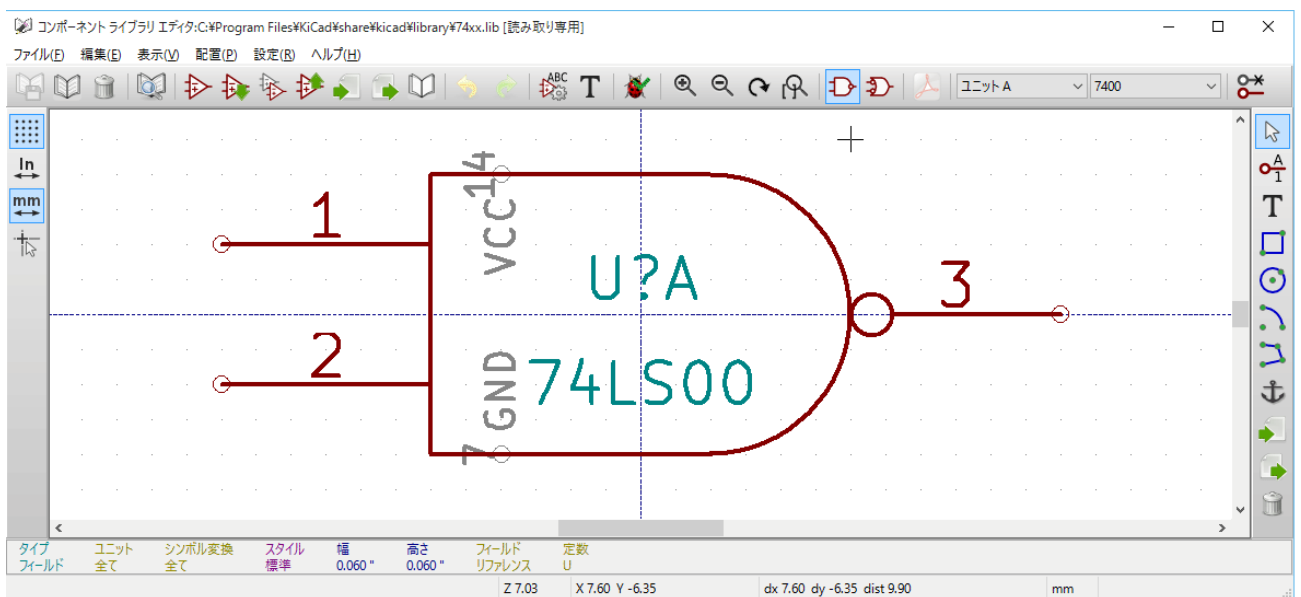 コンポーネント ライブラリ エディタ:C:¥Program Files¥KiCad¥share¥kicad¥library¥74xx.lib [読み取り専用]
ファイル(F) 編集(E) 表示(V) 配置(P) 設定(R) ヘルプ(H)
ABC T ユニット A 7400
In
mm
A
1
T
14
VCC
1
U?A
3
2
GND
74LS00
7
タイプ ユニット シンボル変換 スタイル 幅 高さ フィールド 定数
フィールド 全て 全て 標準 0.060 " 0.060 " リファレンス U
Z 7.03 X 7.60 Y -6.35 dx 7.60 dy -6.35 dist 9.90 mm